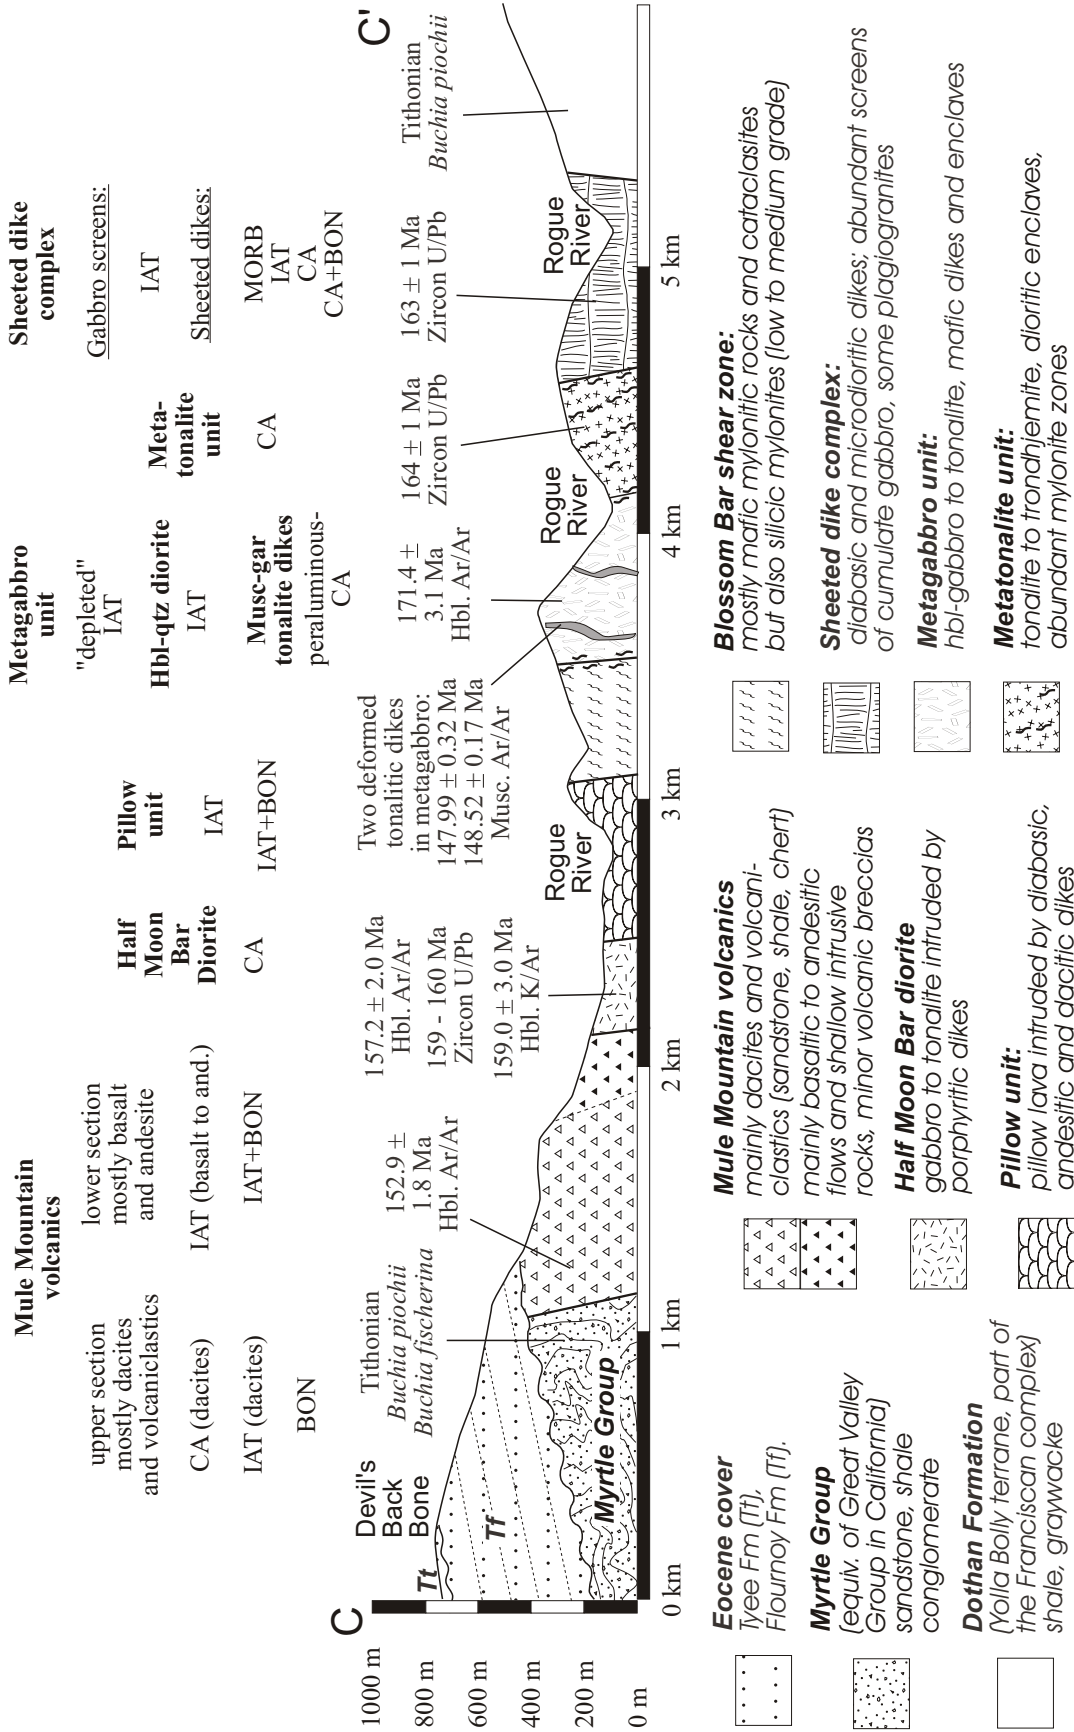 Mule Mountain
volcanics
upper section
mostly dacites
and volcaniclastics
CA (dacites)
IAT (dacites)
BON
lower section
mostly basalt
and andesite
IAT (basalt to and.)
IAT+BON
Half
Moon
Bar
Diorite
CA
Pillow
unit
IAT
IAT+BON
Metagabbro
unit
"depleted"
IAT
Hbl-qtz diorite
IAT
Musc-gar
tonalite dikes
peraluminous-
CA
Meta-
tonalite
unit
CA
Sheeted dike
complex
Gabbro screens:
IAT
Sheeted dikes:
MORB
IAT
CA
CA+BON
C
C'
1000 m
800 m
600 m
400 m
200 m
0 m
Devil's
Back
Bone
Tt
Tf
Myrtle Group
Tithonian
Buchia piochii
Buchia fischerina
152.9 ±
1.8 Ma
Hbl. Ar/Ar
157.2 ± 2.0 Ma
Hbl. Ar/Ar
159 - 160 Ma
Zircon U/Pb
159.0 ± 3.0 Ma
Hbl. K/Ar
Rogue
River
Two deformed
tonalitic dikes
in metagabbro:
147.99 ± 0.32 Ma
148.52 ± 0.17 Ma
Musc. Ar/Ar
171.4 ±
3.1 Ma
Hbl. Ar/Ar
Rogue
River
164 ± 1 Ma
Zircon U/Pb
163 ± 1 Ma
Zircon U/Pb
Rogue
River
Tithonian
Buchia piochii
0 km
1 km
2 km
3 km
4 km
5 km
Eocene cover
Tyee Fm (Tt),
Flournoy Fm (Tf).
Myrtle Group
(equiv. of Great Valley
Group in California)
sandstone, shale
conglomerate
Dothan Formation
(Yolla Bolly terrane, part of
the Franciscan complex)
shale, graywacke
Mule Mountain volcanics
mainly dacites and volcani-
clastics (sandstone, shale, chert)
mainly basaltic to andesitic
flows and shallow intrusive
rocks, minor volcanic breccias
Half Moon Bar diorite
gabbro to tonalite intruded by
porphyritic dikes
Pillow unit:
pillow lava intruded by diabasic,
andesitic and dacitic dikes
Blossom Bar shear zone:
mostly mafic mylonitic rocks and cataclasites
but also silicic mylonites (low to medium grade)
Sheeted dike complex:
diabasic and microdioritic dikes; abundant screens
of cumulate gabbro, some plagiogranites
Metagabbro unit:
hbl-gabbro to tonalite, mafic dikes and enclaves
Metatonalite unit:
tonalite to trondhjemite, dioritic enclaves,
abundant mylonite zones